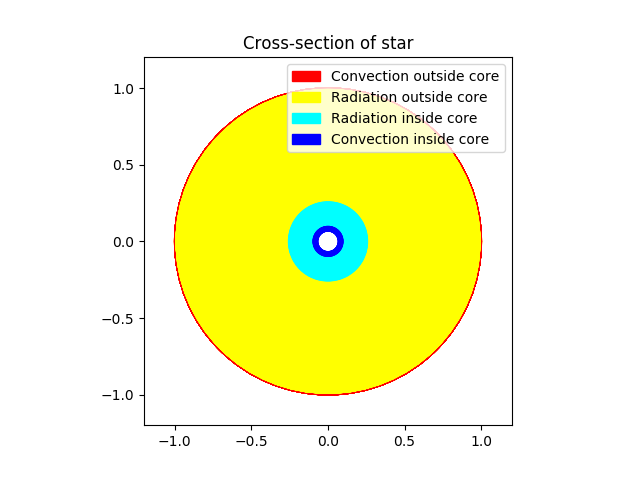 Cross-section of star
Convection outside core
Radiation outside core
Radiation inside core
Convection inside core
1.0
0.5
0.0
−0.5
−1.0
−1.0 −0.5 0.0 0.5 1.0